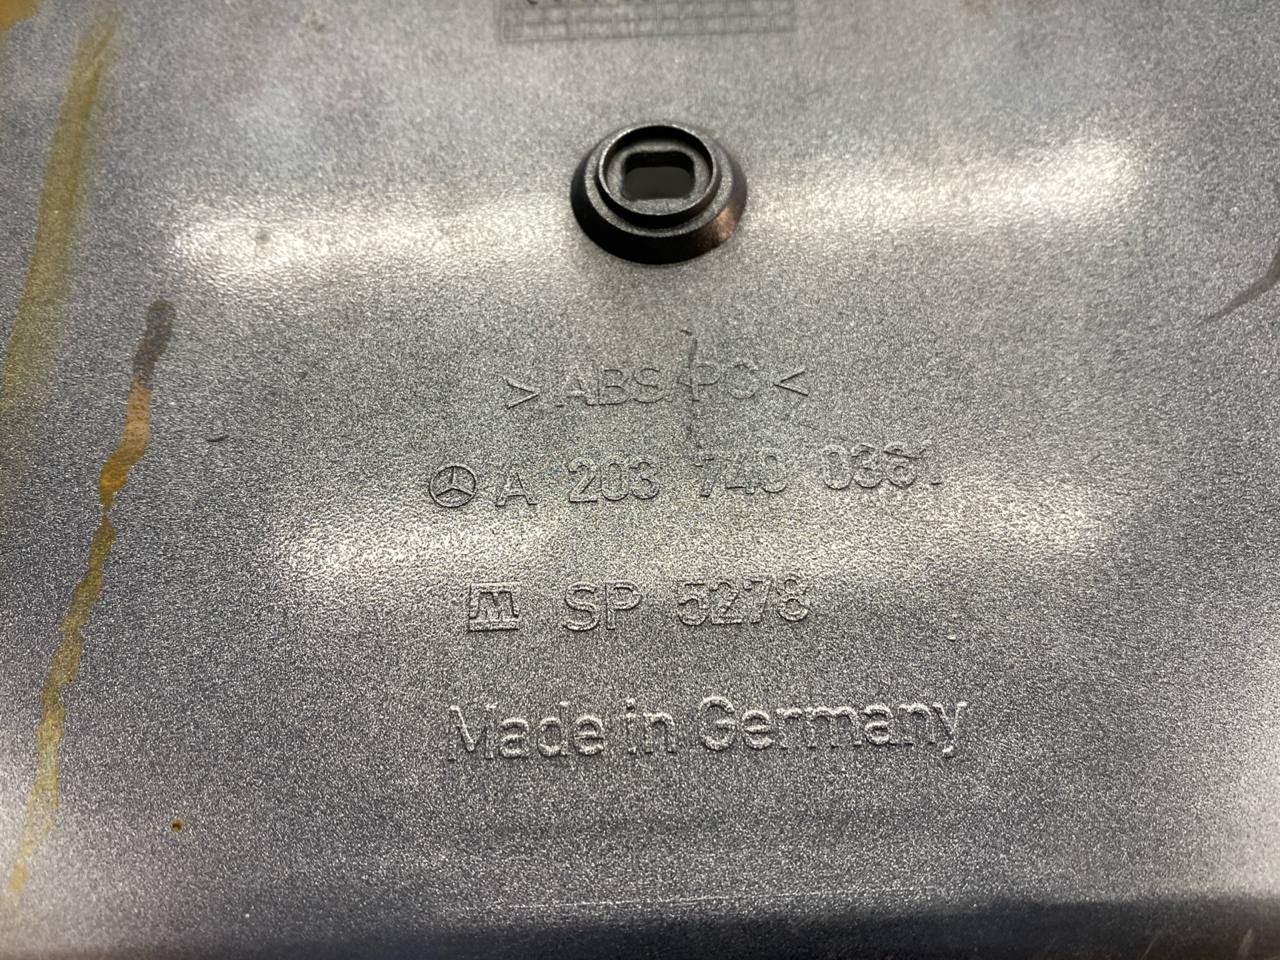 >ABS/PC<
A 203 740 0361
M SP 5278
Made in Germany